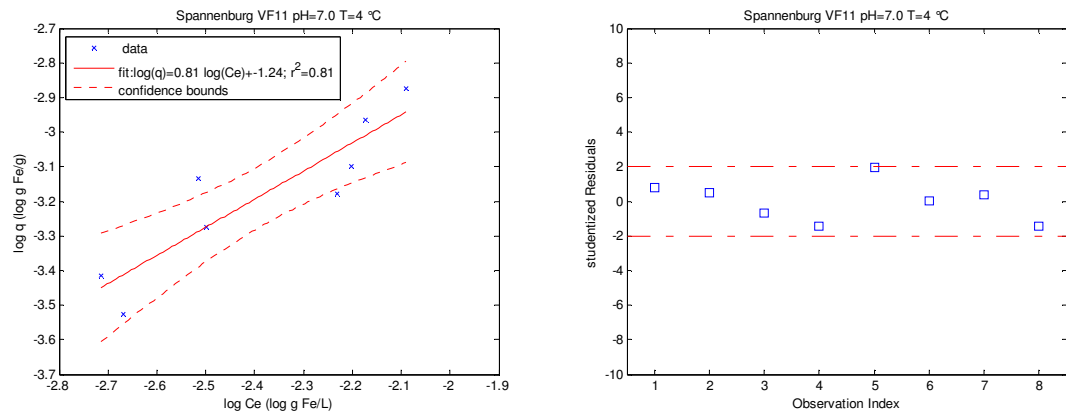 Spannenburg VF11 pH=7.0 T=4 °C
-2.7
-2.8
-2.9
-3
-3.1
-3.2
-3.3
-3.4
-3.5
-3.6
-3.7
log q (log g Fe/g)
data
fit:log(q)=0.81 log(Ce)+-1.24; r²=0.81
confidence bounds
-2.8 -2.7 -2.6 -2.5 -2.4 -2.3 -2.2 -2.1 -2 -1.9
log Ce (log g Fe/L)
Spannenburg VF11 pH=7.0 T=4 °C
10
8
6
4
2
0
-2
-4
-6
-8
-10
studentized Residuals
1 2 3 4 5 6 7 8
Observation Index